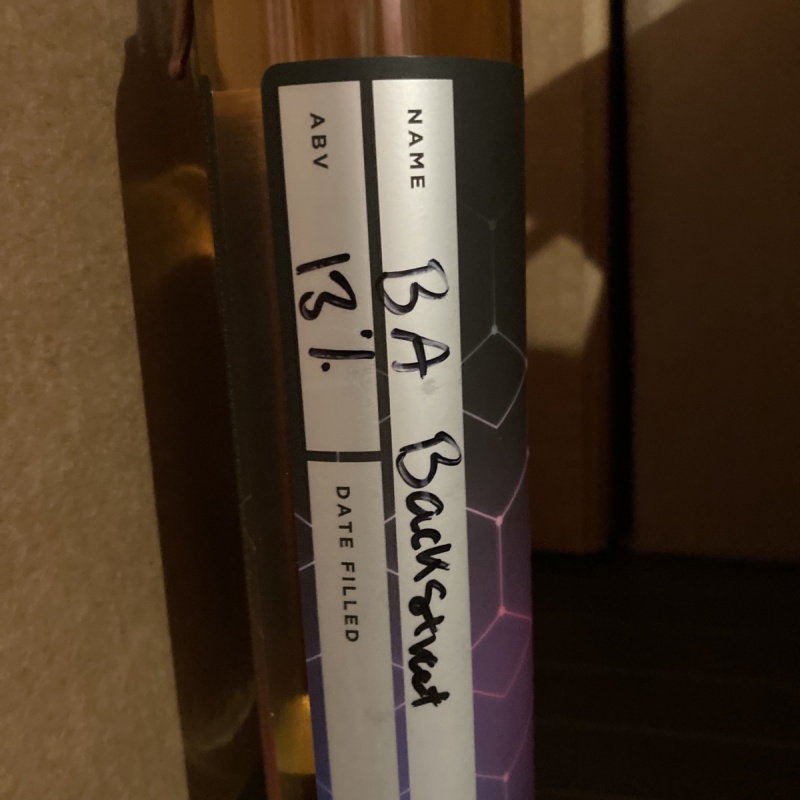 NAME BA Backstreet
ABV 13%
DATE FILLED